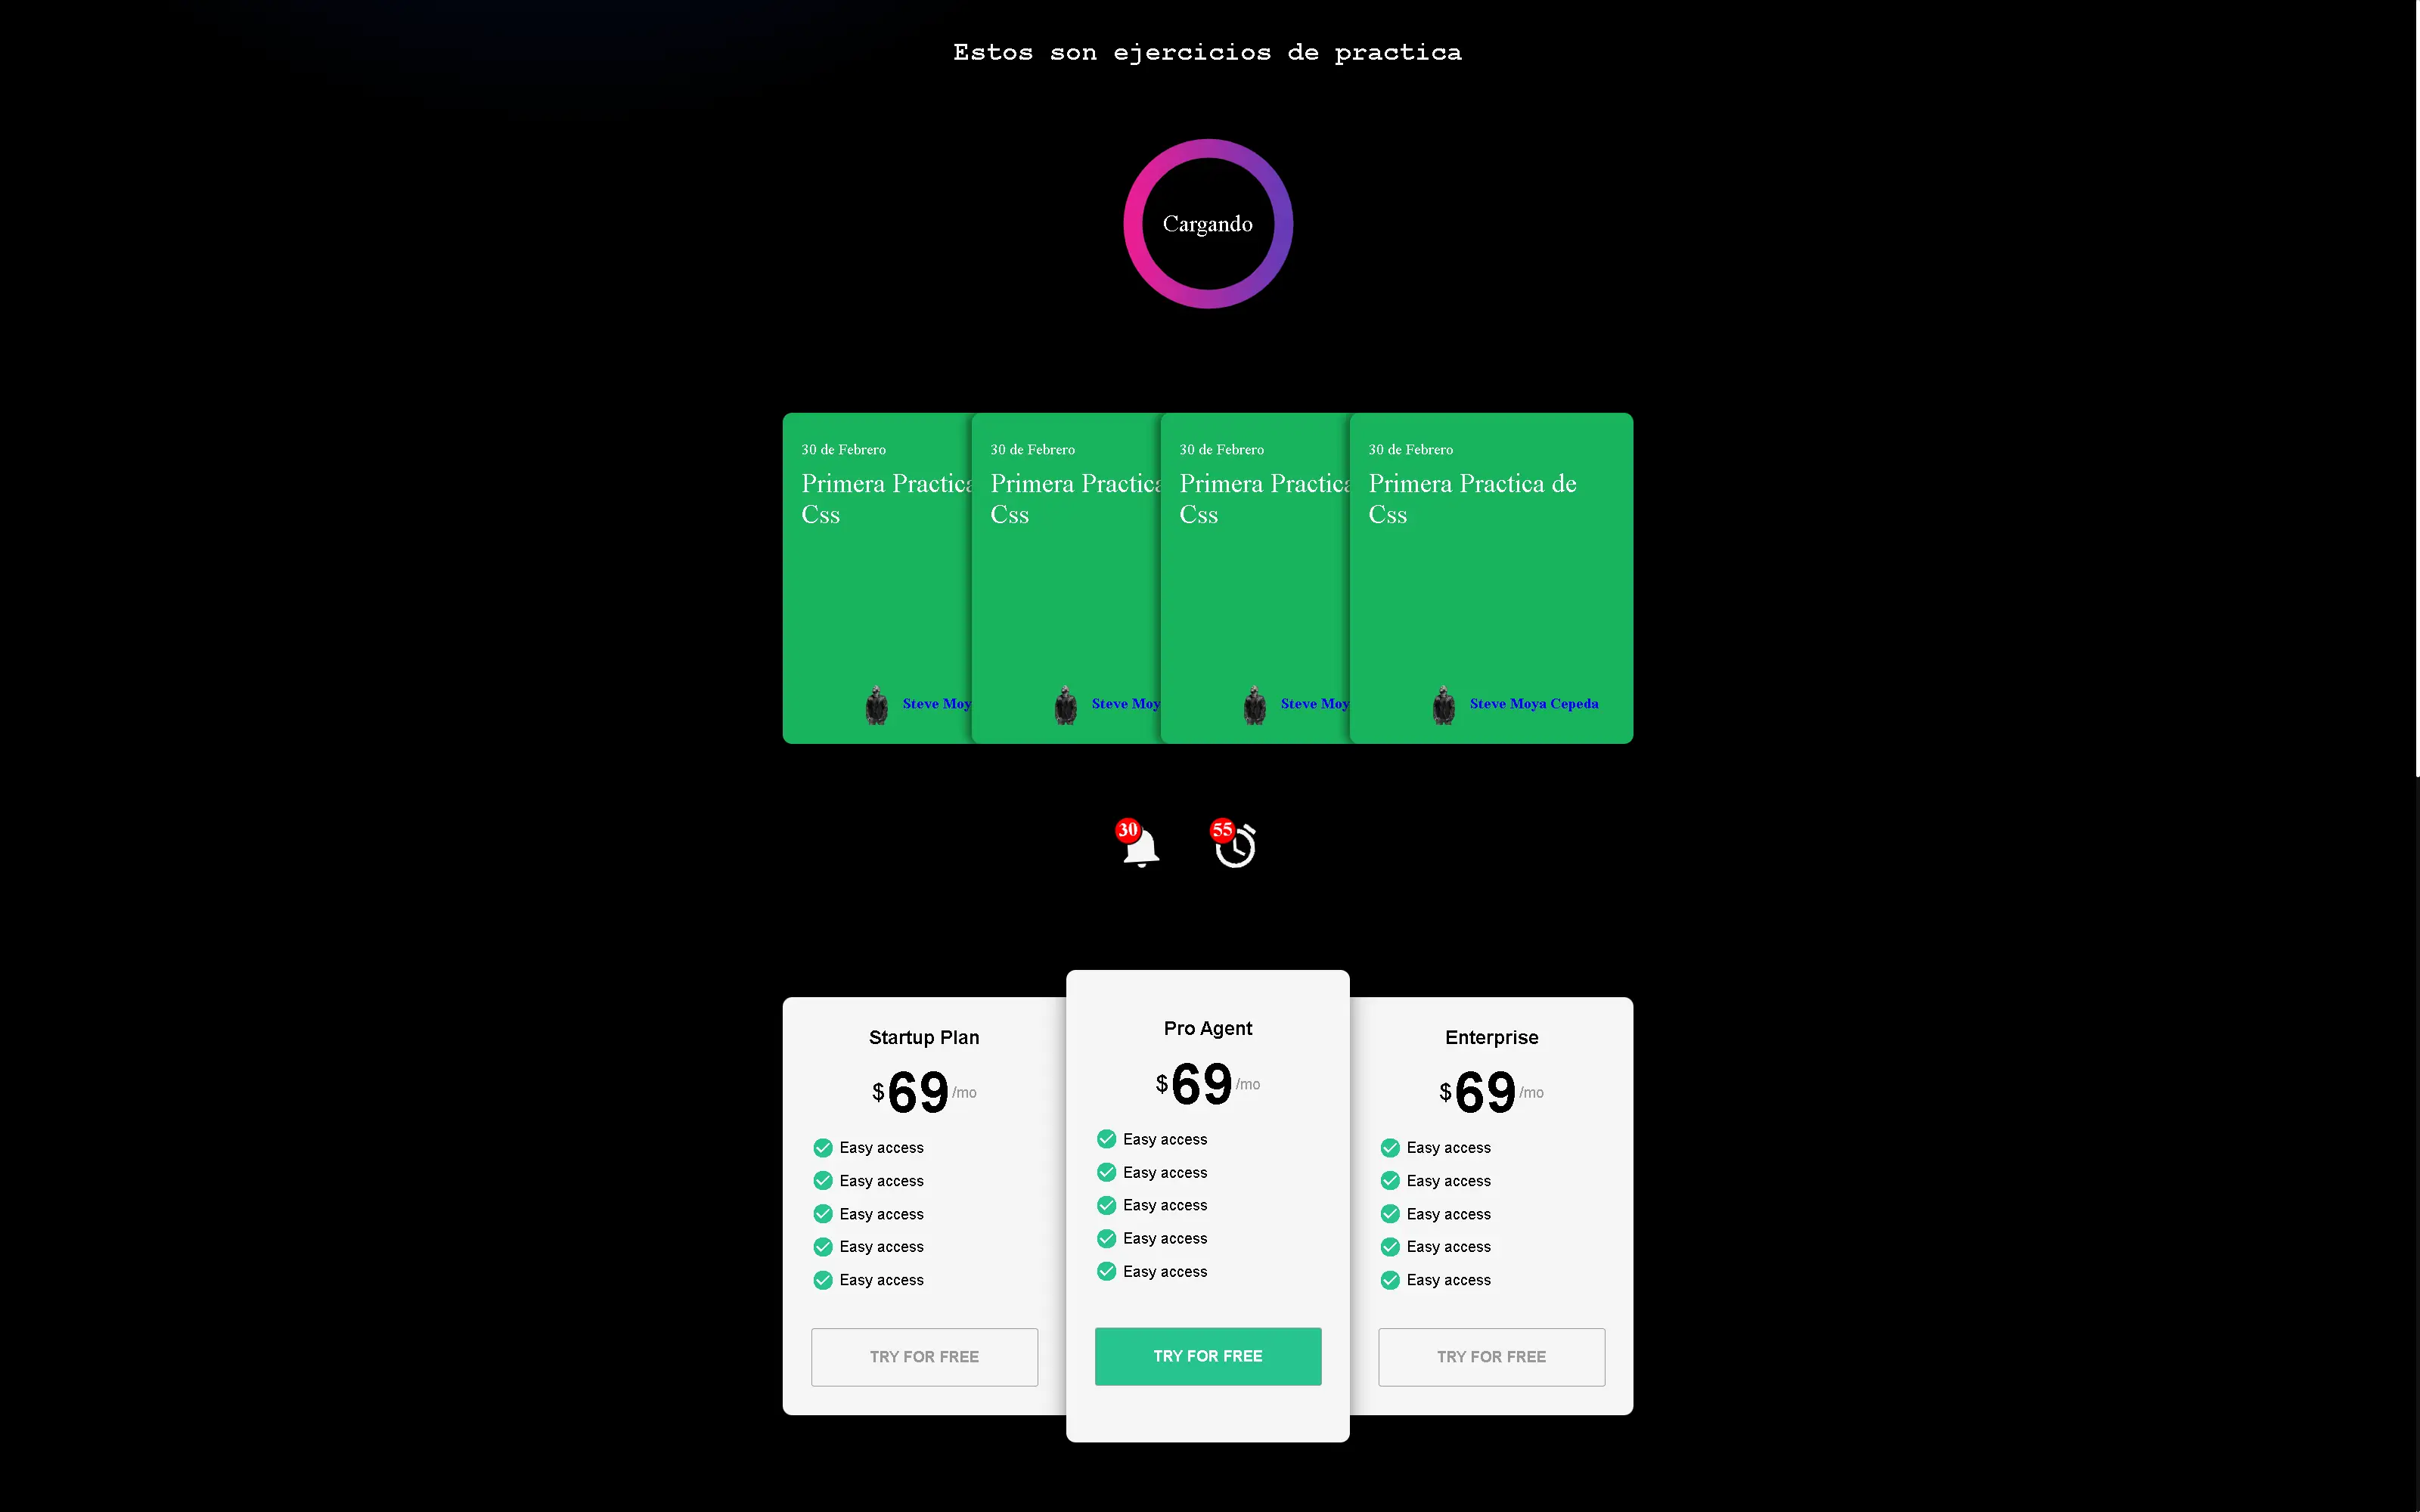 Estos son ejercicios de practica
Cargando
30 de Febrero
Primera Practica
Css
Steve Moy
30 de Febrero
Primera Practica
Css
Steve Moy
30 de Febrero
Primera Practica
Css
Steve Moy
30 de Febrero
Primera Practica de
Css
Steve Moya Cepeda
30
55
Startup Plan
$69/mo
Easy access
Easy access
Easy access
Easy access
Easy access
TRY FOR FREE
Pro Agent
$69/mo
Easy access
Easy access
Easy access
Easy access
Easy access
TRY FOR FREE
Enterprise
$69/mo
Easy access
Easy access
Easy access
Easy access
Easy access
TRY FOR FREE